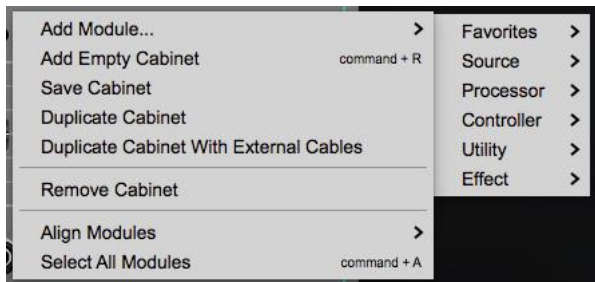 Add Module... >
Add Empty Cabinet command + R
Save Cabinet
Duplicate Cabinet
Duplicate Cabinet With External Cables
Remove Cabinet
Align Modules >
Select All Modules command + A
Favorites >
Source >
Processor >
Controller >
Utility >
Effect >